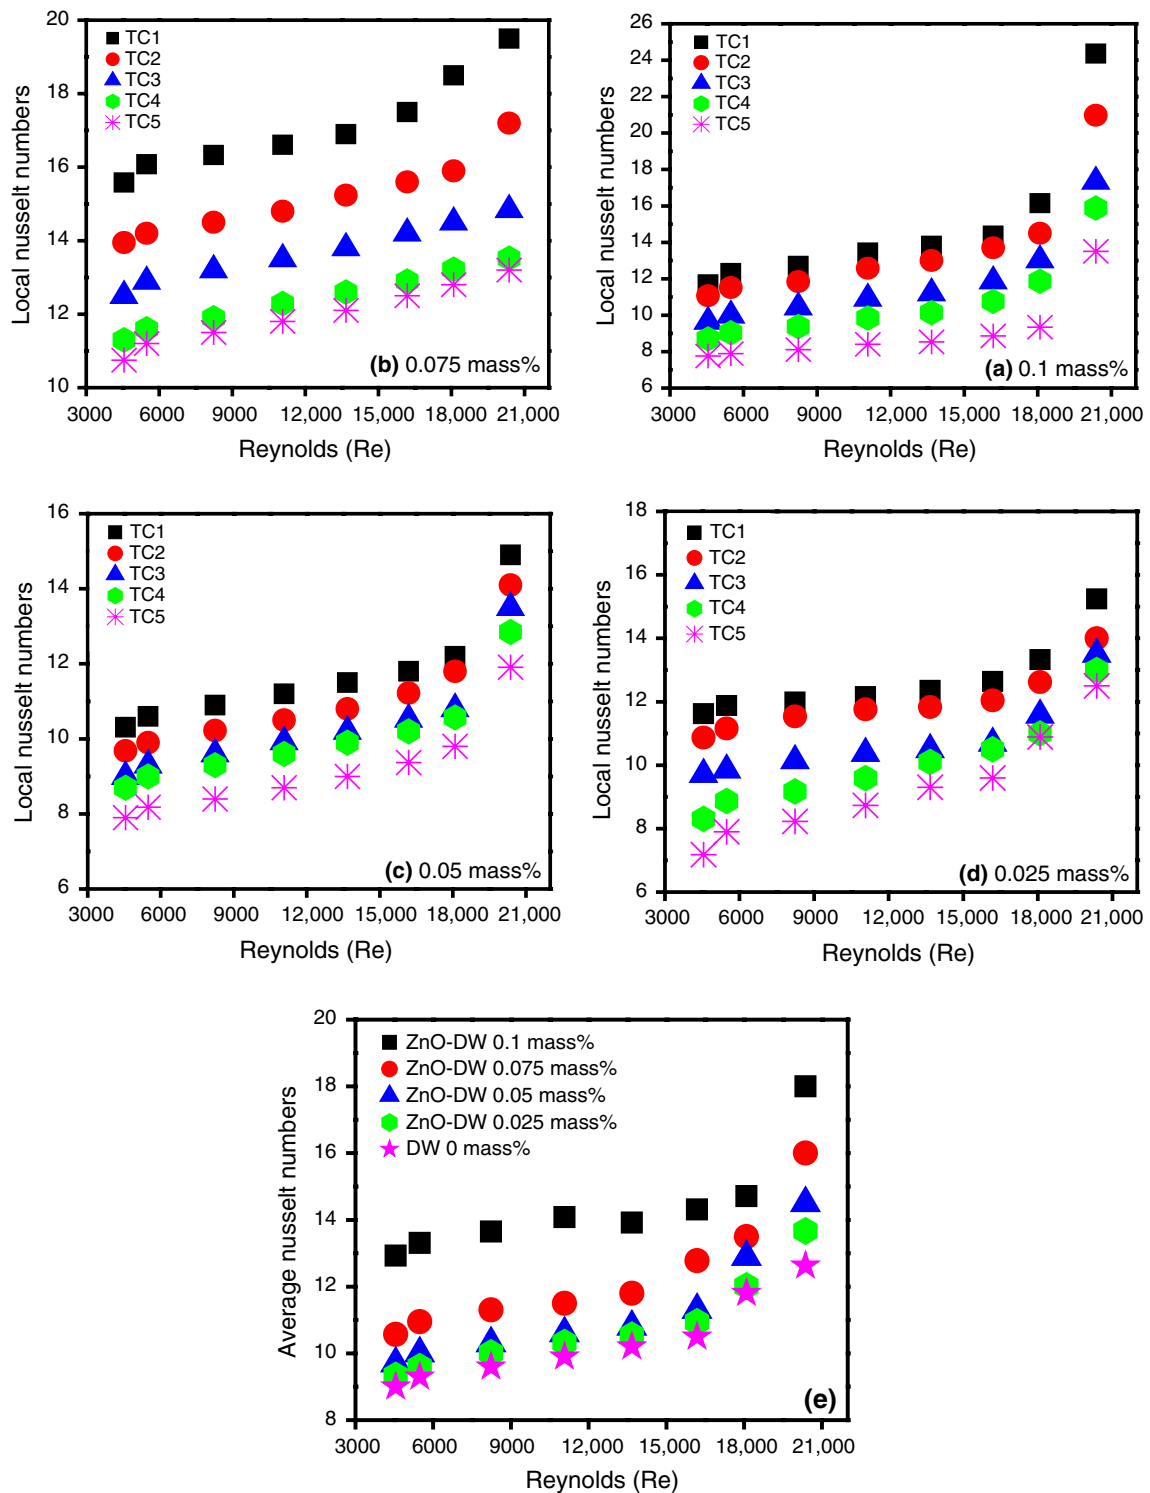 20
18
16
14
12
10
Local nusselt numbers
TC1
TC2
TC3
TC4
TC5
(b) 0.075 mass%
3000 6000 9000 12,000 15,000 18,000 21,000
Reynolds (Re)
26
24
22
20
18
16
14
12
10
8
6
Local nusselt numbers
TC1
TC2
TC3
TC4
TC5
(a) 0.1 mass%
3000 6000 9000 12,000 15,000 18,000 21,000
Reynolds (Re)
16
14
12
10
8
6
Local nusselt numbers
TC1
TC2
TC3
TC4
TC5
(c) 0.05 mass%
3000 6000 9000 12,000 15,000 18,000 21,000
Reynolds (Re)
18
16
14
12
10
8
6
Local nusselt numbers
TC1
TC2
TC3
TC4
TC5
(d) 0.025 mass%
3000 6000 9000 12,000 15,000 18,000 21,000
Reynolds (Re)
20
18
16
14
12
10
8
Average nusselt numbers
ZnO-DW 0.1 mass%
ZnO-DW 0.075 mass%
ZnO-DW 0.05 mass%
ZnO-DW 0.025 mass%
DW 0 mass%
(e)
3000 6000 9000 12,000 15,000 18,000 21,000
Reynolds (Re)